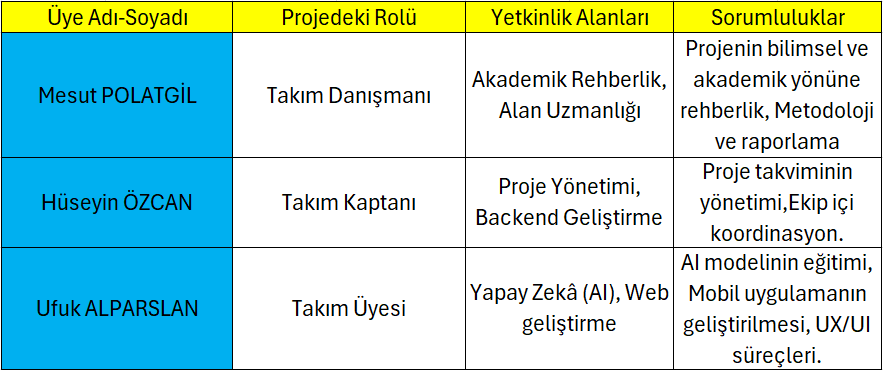 Üye Adı-Soyadı Projedeki Rolü Yetkinlik Alanları Sorumluluklar
Mesut POLATGİL
Takım Danışmanı
Akademik Rehberlik,
Alan Uzmanlığı
Projenin bilimsel ve
akademik yönüne
rehberlik, Metodoloji
ve raporlama
Hüseyin ÖZCAN
Takım Kaptanı
Proje Yönetimi,
Backend Geliştirme
Proje takviminin
yönetimi,Ekip içi
koordinasyon.
Ufuk ALPARSLAN
Takım Üyesi
Yapay Zekâ (AI), Web
geliştirme
AI modelinin eğitimi,
Mobil uygulamanın
geliştirilmesi, UX/UI
süreçleri.